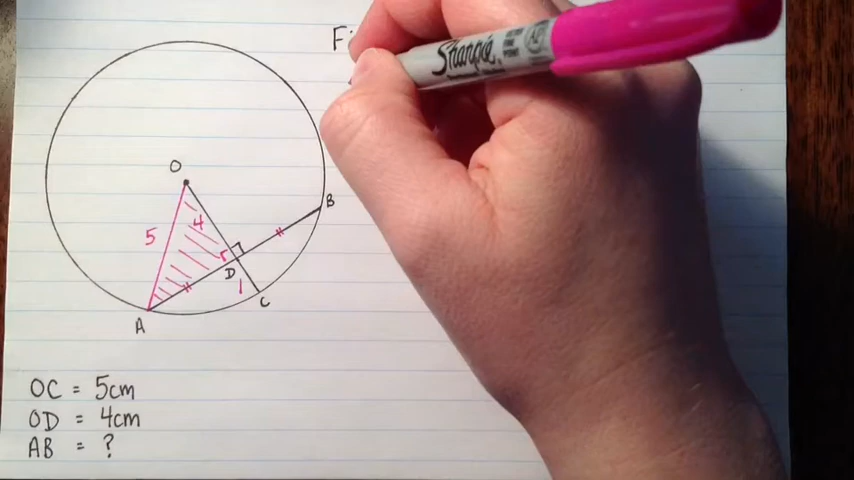 Sharpie
O
B
4
5
D
1
C
A
OC = 5cm
OD = 4cm
AB = ?